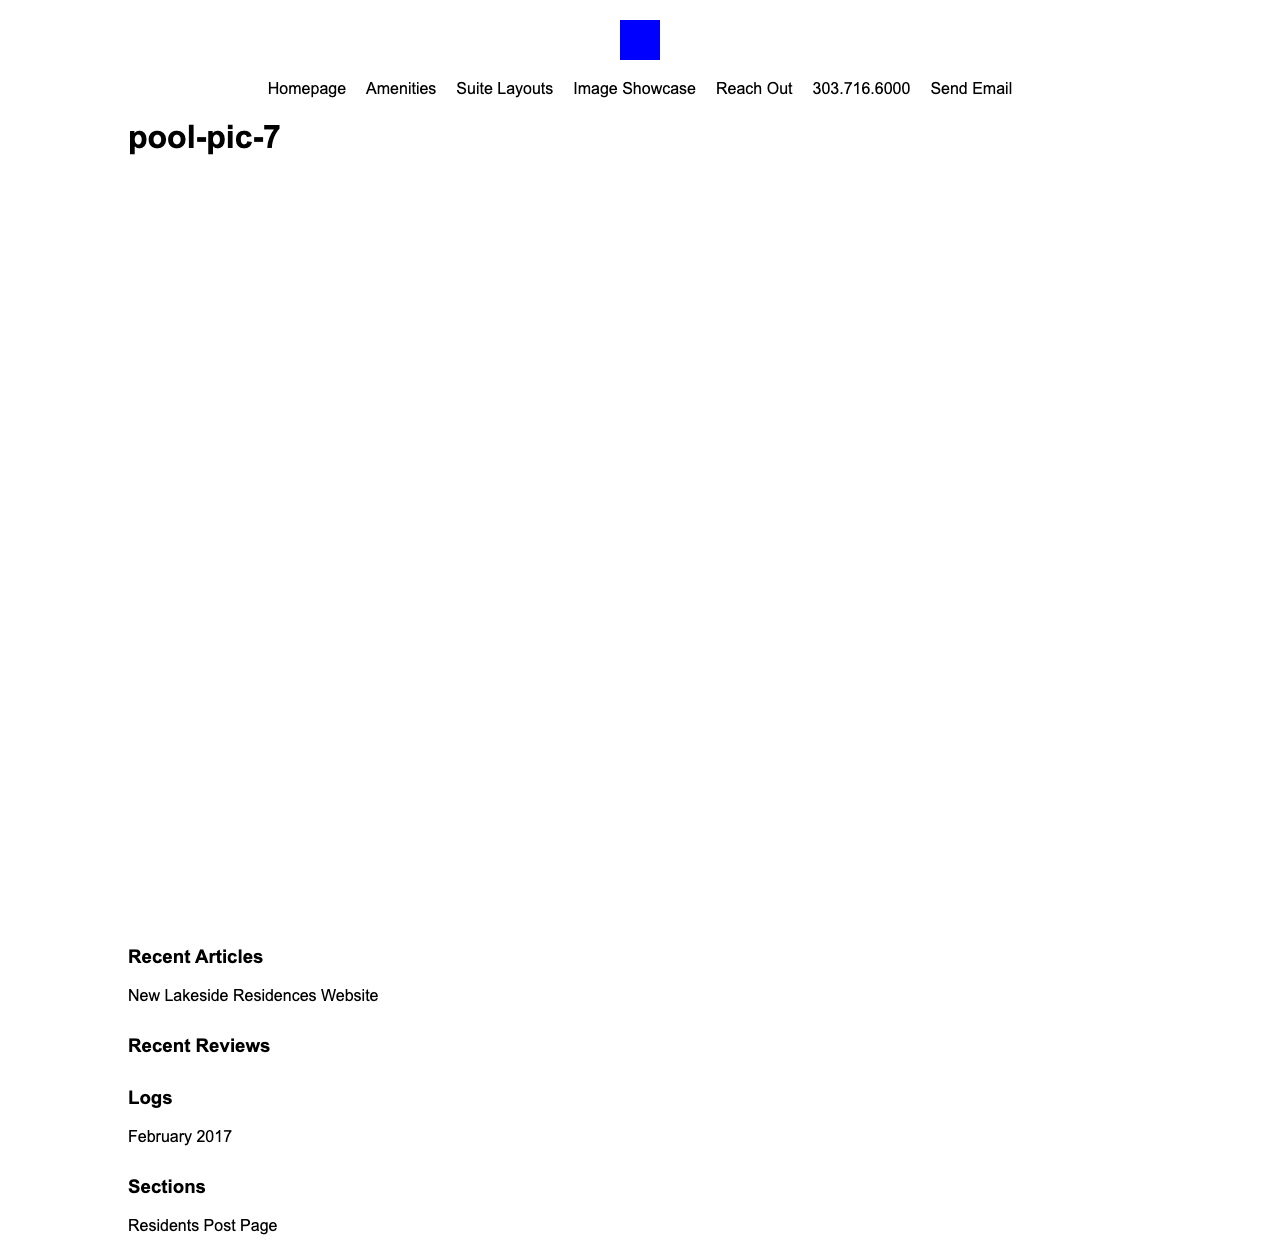 Homepage Amenities Suite Layouts Image Showcase Reach Out 303.716.6000 Send Email
pool-pic-7
Recent Articles
New Lakeside Residences Website
Recent Reviews
Logs
February 2017
Sections
Residents Post Page